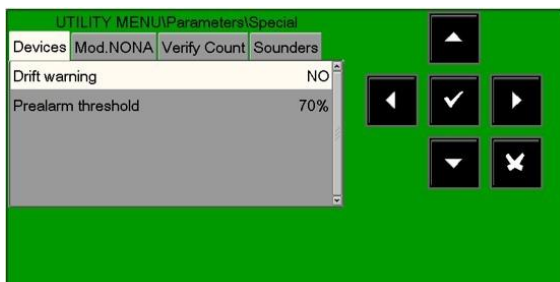 UTILITY MENU\Parameters\Special
Devices Mod.NONA Verify Count Sounders
Drift warning NO
Prealarm threshold 70%